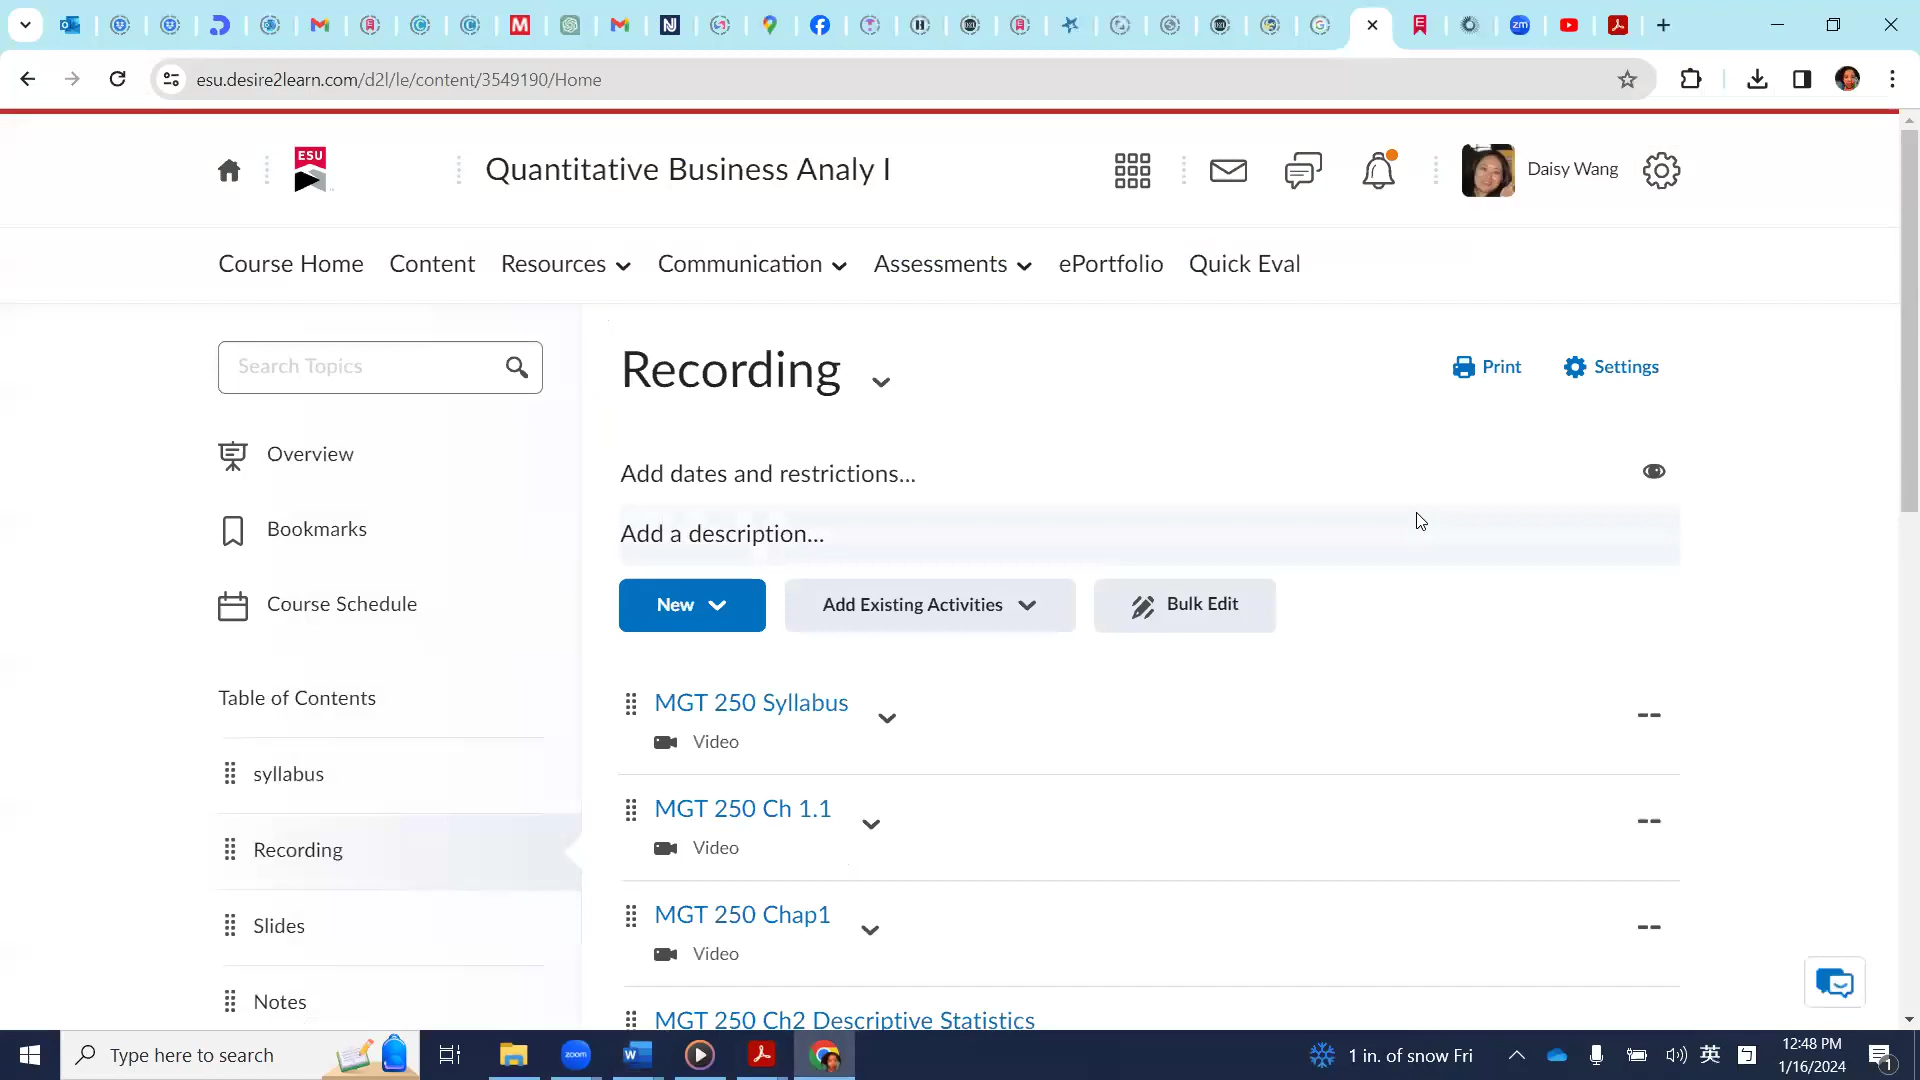 esu.desire2learn.com/d2l/le/content/3549190/Home
ESU
Quantitative Business Analy I
Daisy Wang
Course Home
Content
Resources
Communication
Assessments
ePortfolio
Quick Eval
Search Topics
Overview
Bookmarks
Course Schedule
Table of Contents
syllabus
Recording
Slides
Notes
Recording
Print
Settings
Add dates and restrictions...
Add a description...
New
Add Existing Activities
Bulk Edit
MGT 250 Syllabus
--
Video
MGT 250 Ch 1.1
--
Video
MGT 250 Chap1
--
Video
MGT 250 Ch2 Descriptive Statistics
Type here to search
zoom
1 in. of snow Fri
英
12:48 PM
1/16/2024
1